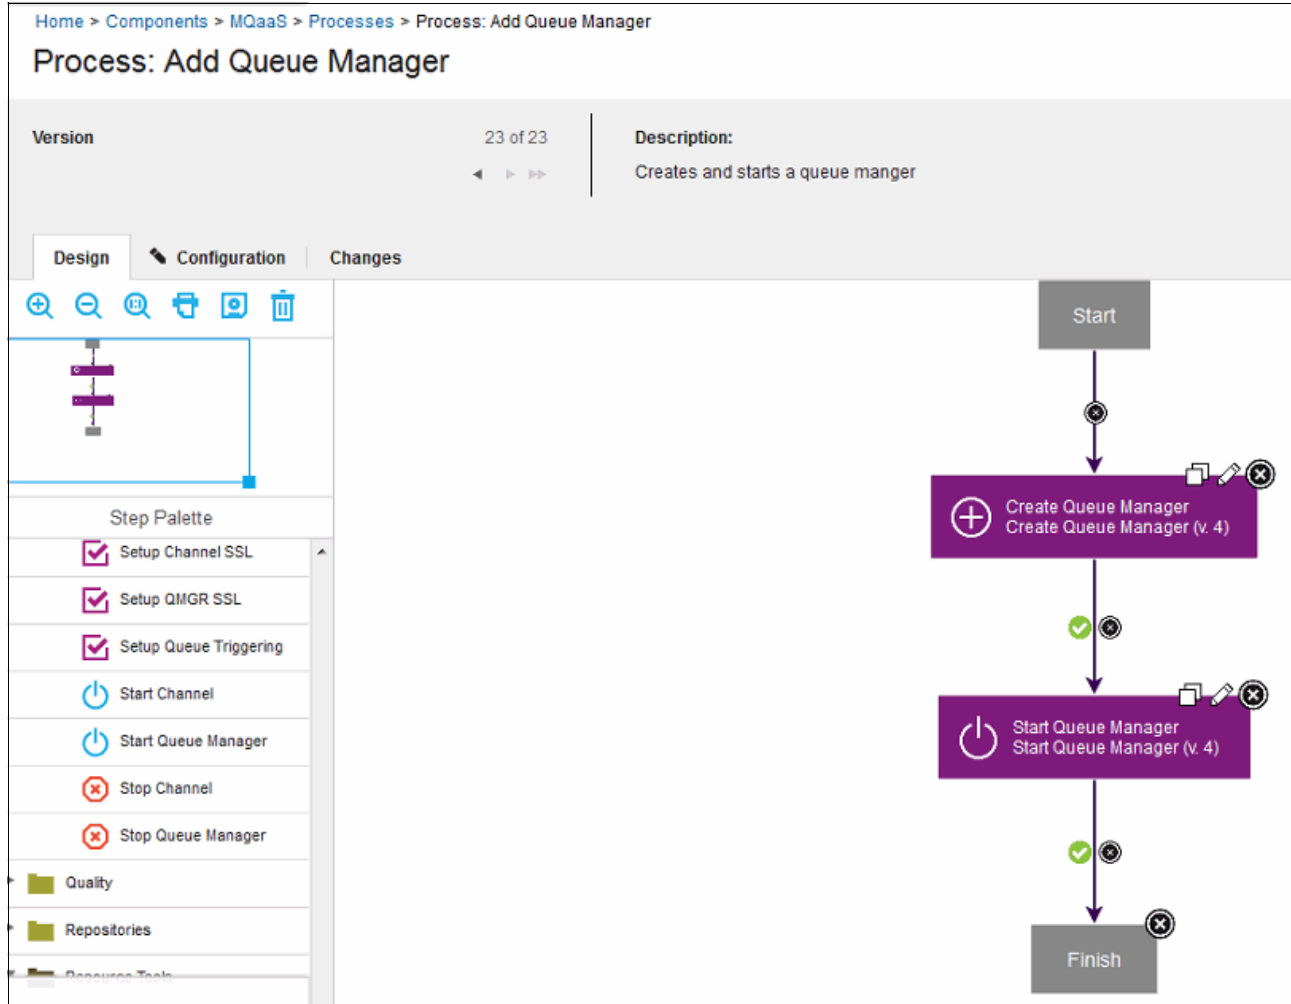 Home > Components > MQaaS > Processes > Process: Add Queue Manager
Process: Add Queue Manager
Version
23 of 23
Description:
Creates and starts a queue manger
Design
Configuration
Changes
Step Palette
Setup Channel SSL
Setup QMGR SSL
Setup Queue Triggering
Start Channel
Start Queue Manager
Stop Channel
Stop Queue Manager
Quality
Repositories
Resource Tools
Start
Create Queue Manager
Create Queue Manager (v. 4)
Start Queue Manager
Start Queue Manager (v. 4)
Finish